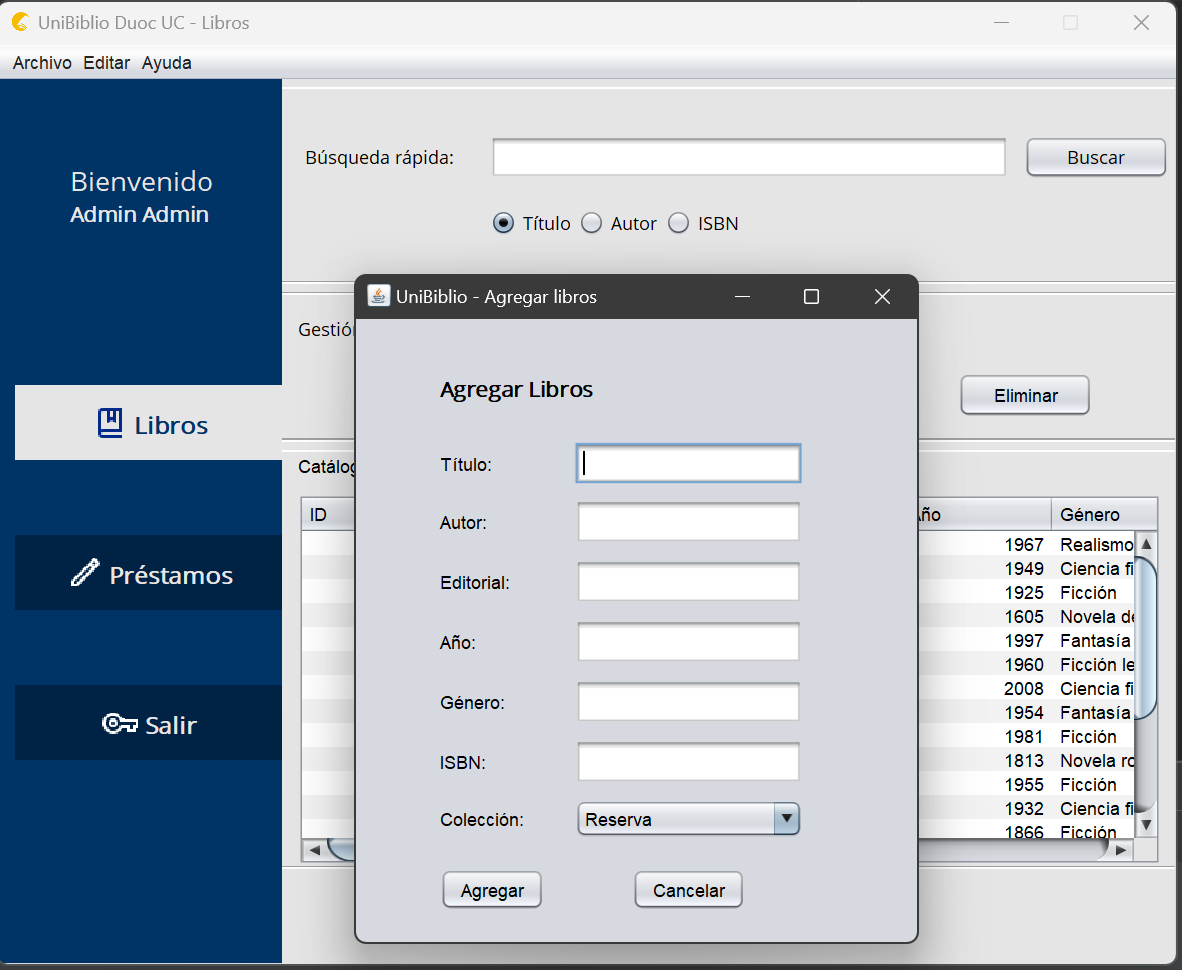 UniBiblio Duoc UC - Libros
Archivo Editar Ayuda
Bienvenido
Admin Admin
Libros
Préstamos
Salir
Búsqueda rápida:
Buscar
Título Autor ISBN
Eliminar
ID
Género
1967 Realismo
1949 Ciencia fi
1925 Ficción
1605 Novela de
1997 Fantasía
1960 Ficción le
2008 Ciencia fi
1954 Fantasía
1981 Ficción
1813 Novela ro
1955 Ficción
1932 Ciencia fi
1866 Ficción
UniBiblio - Agregar libros
Agregar Libros
Título:
Autor:
Editorial:
Año:
Género:
ISBN:
Colección:
Reserva
Agregar
Cancelar